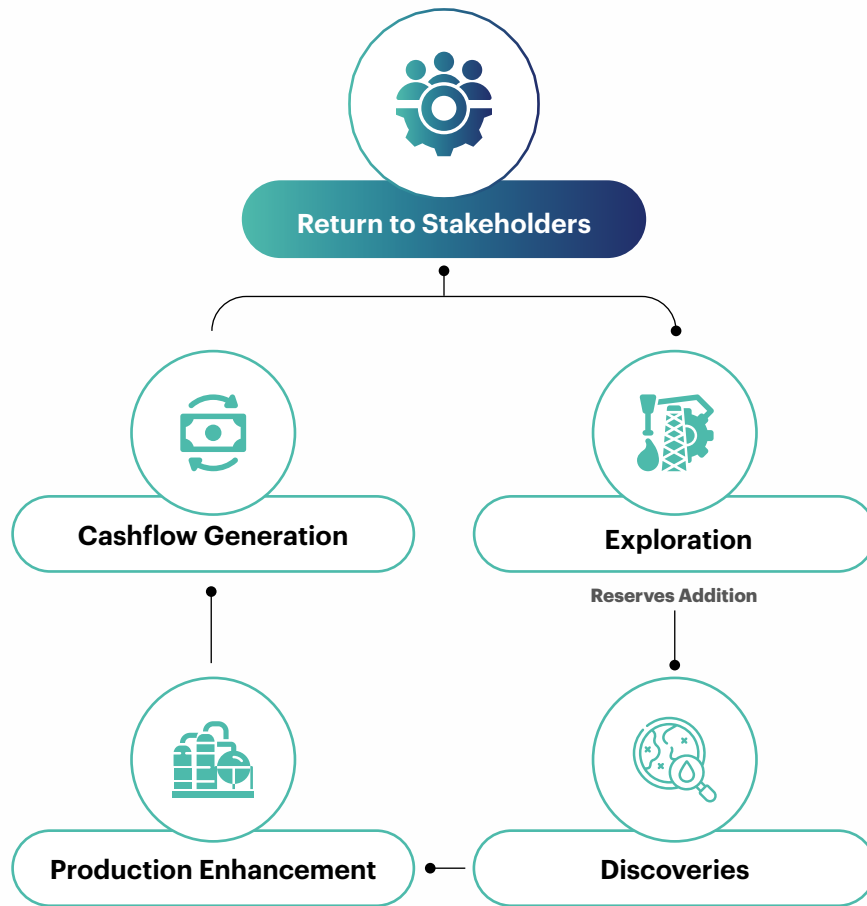 Return to Stakeholders
Cashflow Generation
Exploration
Reserves Addition
Production Enhancement
Discoveries